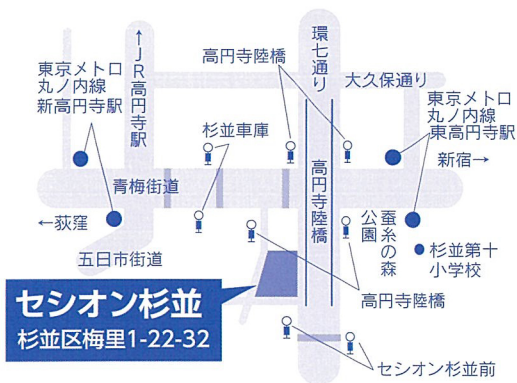 ←JR高円寺駅
高円寺陸橋
環七通り
大久保通り
東京メトロ
丸ノ内線
新高円寺駅
東京メトロ
丸ノ内線
東高円寺駅
杉並車庫
新宿→
高円寺陸橋
青梅街道
←荻窪
蚕糸の森
公園
杉並第十
小学校
五日市街道
高円寺陸橋
セシオン杉並
杉並区梅里1-22-32
セシオン杉並前